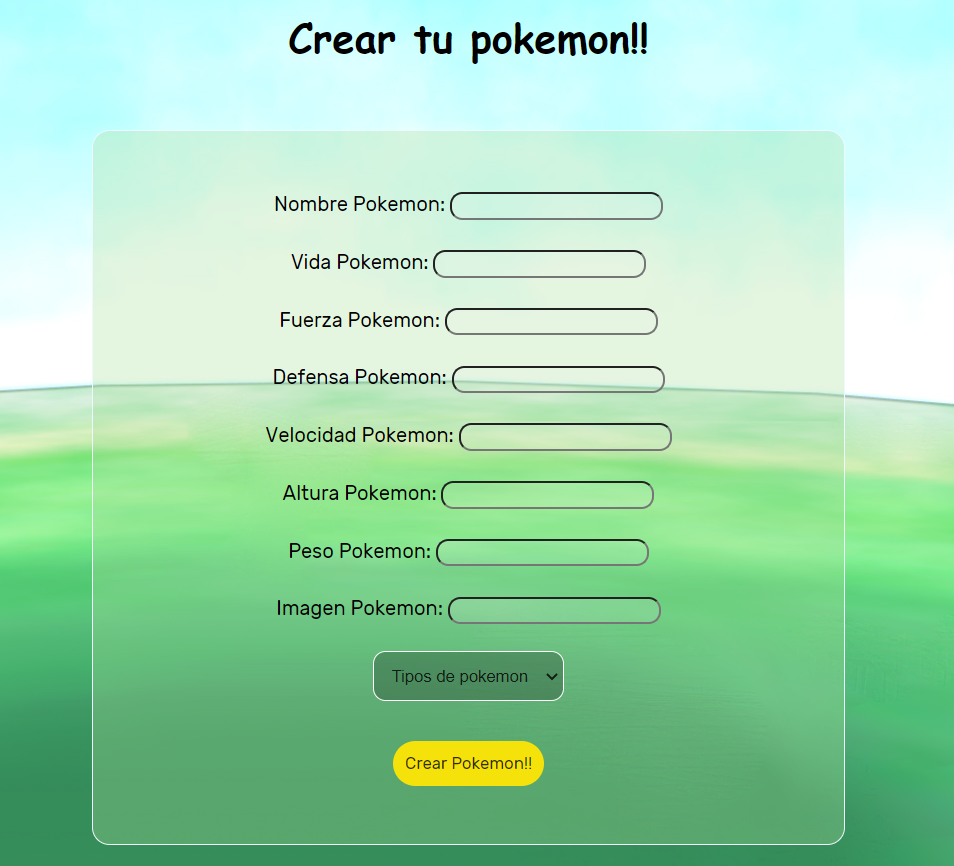 Crear tu pokemon!!
Nombre Pokemon:
Vida Pokemon:
Fuerza Pokemon:
Defensa Pokemon:
Velocidad Pokemon:
Altura Pokemon:
Peso Pokemon:
Imagen Pokemon:
Tipos de pokemon
Crear Pokemon!!